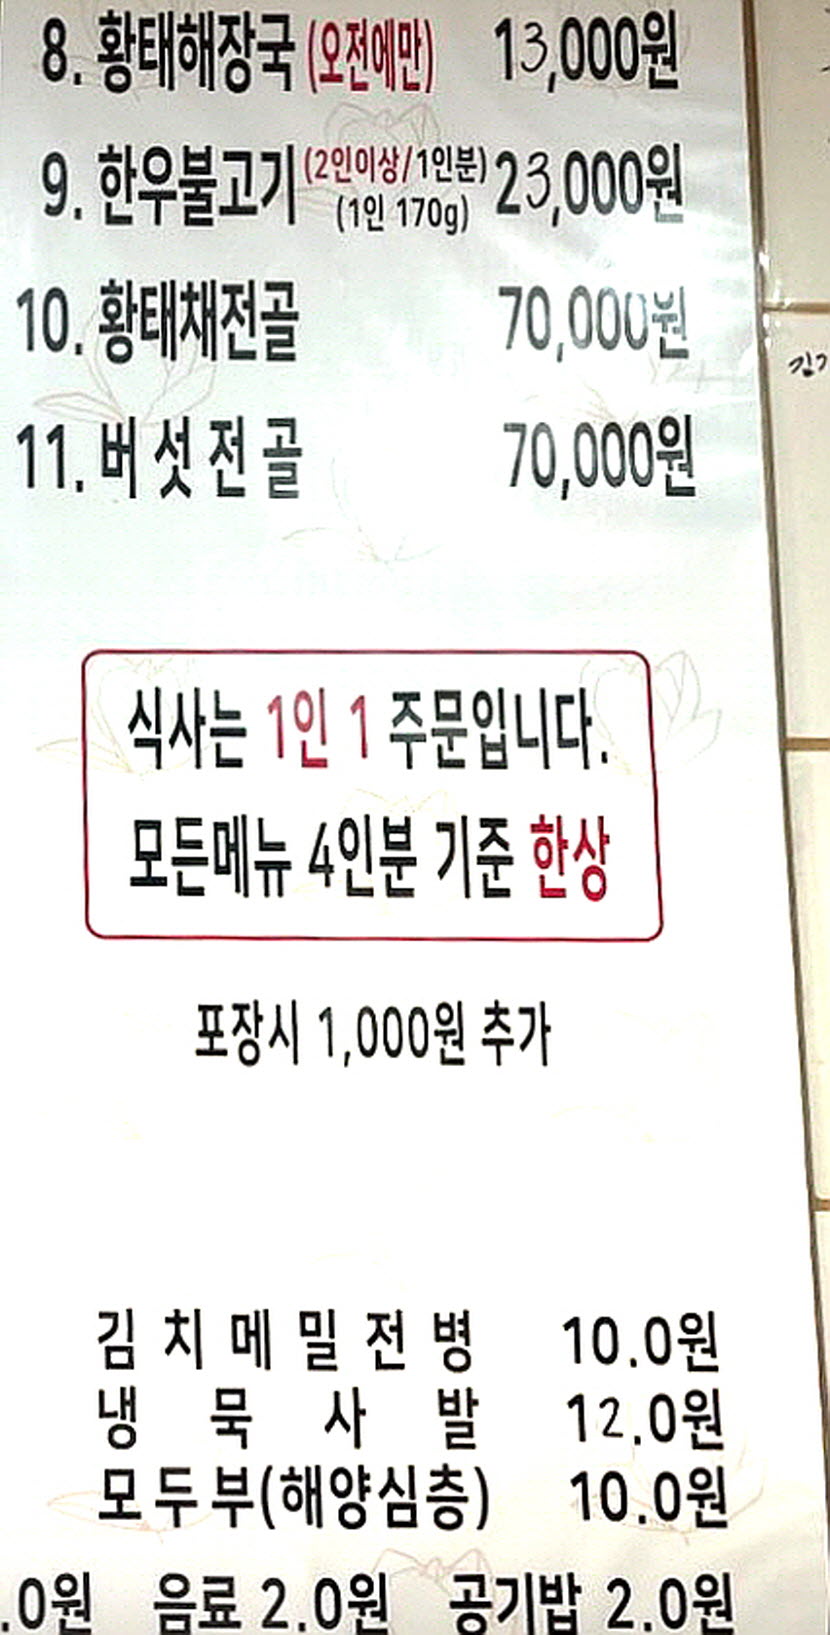 8. 황태해장국 (오전에만) 13,000원
9. 한우불고기 (2인이상/1인분) 23,000원
(1인 170g)
10. 황태채전골 70,000원
11. 버섯전골 70,000원
식사는 1인 1 주문입니다.
모든메뉴 4인분 기준 한상
포장시 1,000원 추가
김치메밀전병 10.0원
냉묵사발 12.0원
모두부(해양심층) 10.0원
.0원 음료 2.0원 공기밥 2.0원